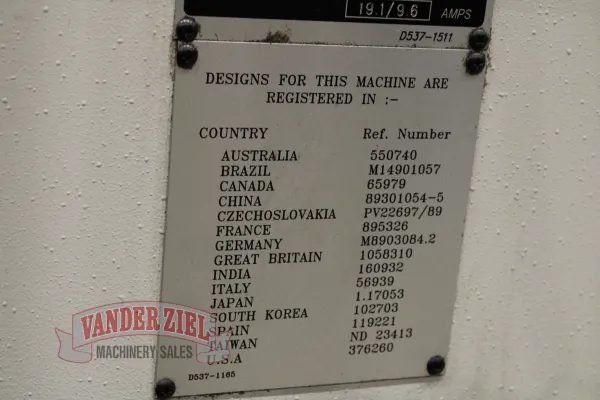 19.1/9.6 AMPS
D537-1511
DESIGNS FOR THIS MACHINE ARE
REGISTERED IN :-
COUNTRY Ref. Number
AUSTRALIA 550740
BRAZIL M14901057
CANADA 65979
CHINA 89301054-5
CZECHOSLOVAKIA PV22697/89
FRANCE 895326
GERMANY M8903084.2
GREAT BRITAIN 1058310
INDIA 160932
ITALY 56939
JAPAN 1.17053
SOUTH KOREA 102703
SPAIN 119221
TAIWAN ND 23413
U.S.A 376260
D537-1165
VANDER ZIEL
MACHINERY SALES